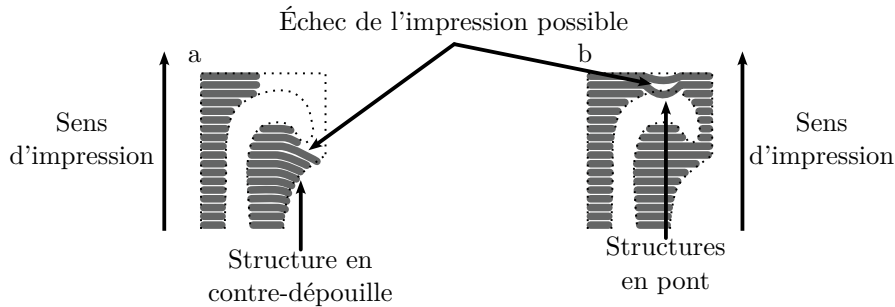 Échec de l'impression possible
a
b
Sens
d'impression
Sens
d'impression
Structure en
contre-dépouille
Structures
en pont